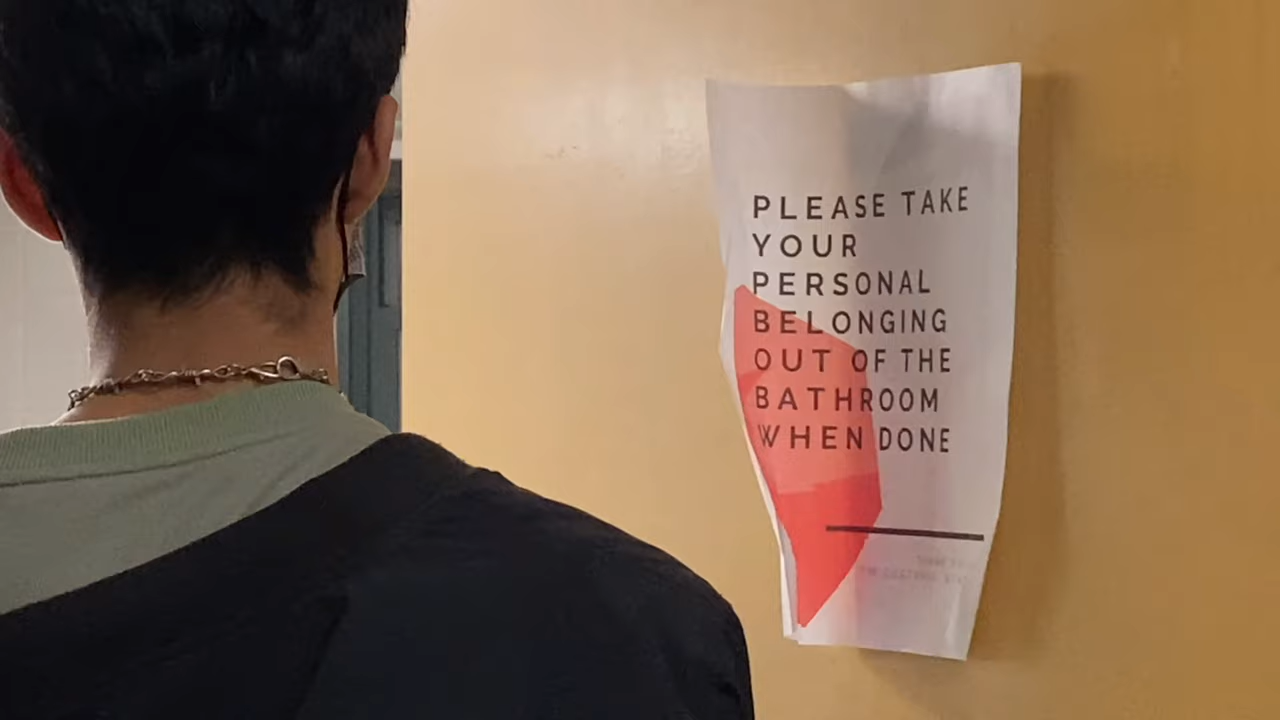 PLEASE TAKE
YOUR
PERSONAL
BELONGING
OUT OF THE
BATHROOM
WHEN DONE